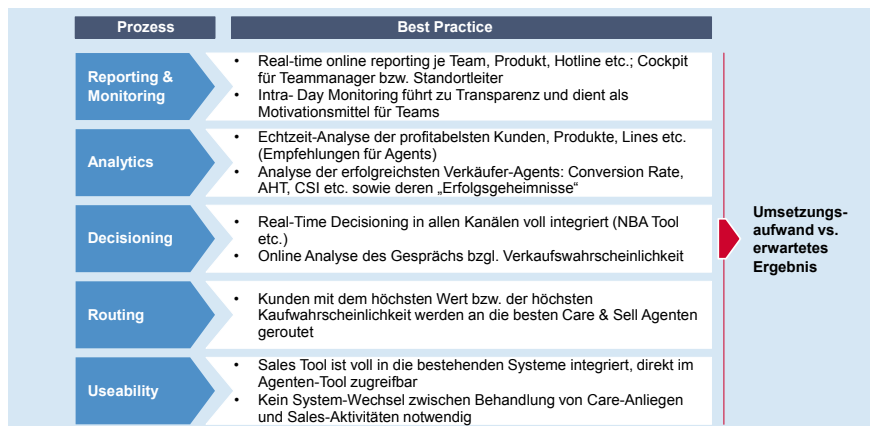 Prozess
Best Practice
Reporting &
Monitoring
• Real-time online reporting je Team, Produkt, Hotline etc.; Cockpit
für Teammanager bzw. Standortleiter
• Intra- Day Monitoring führt zu Transparenz und dient als
Motivationsmittel für Teams
Analytics
• Echtzeit-Analyse der profitabelsten Kunden, Produkte, Lines etc.
(Empfehlungen für Agents)
• Analyse der erfolgreichsten Verkäufer-Agents: Conversion Rate,
AHT, CSI etc. sowie deren „Erfolgsgeheimnisse“
Decisioning
• Real-Time Decisioning in allen Kanälen voll integriert (NBA Tool
etc.)
• Online Analyse des Gesprächs bzgl. Verkaufswahrscheinlichkeit
Routing
• Kunden mit dem höchsten Wert bzw. der höchsten
Kaufwahrscheinlichkeit werden an die besten Care & Sell Agenten
geroutet
Useability
• Sales Tool ist voll in die bestehenden Systeme integriert, direkt im
Agenten-Tool zugreifbar
• Kein System-Wechsel zwischen Behandlung von Care-Anliegen
und Sales-Aktivitäten notwendig
Umsetzungs-
aufwand vs.
erwartetes
Ergebnis